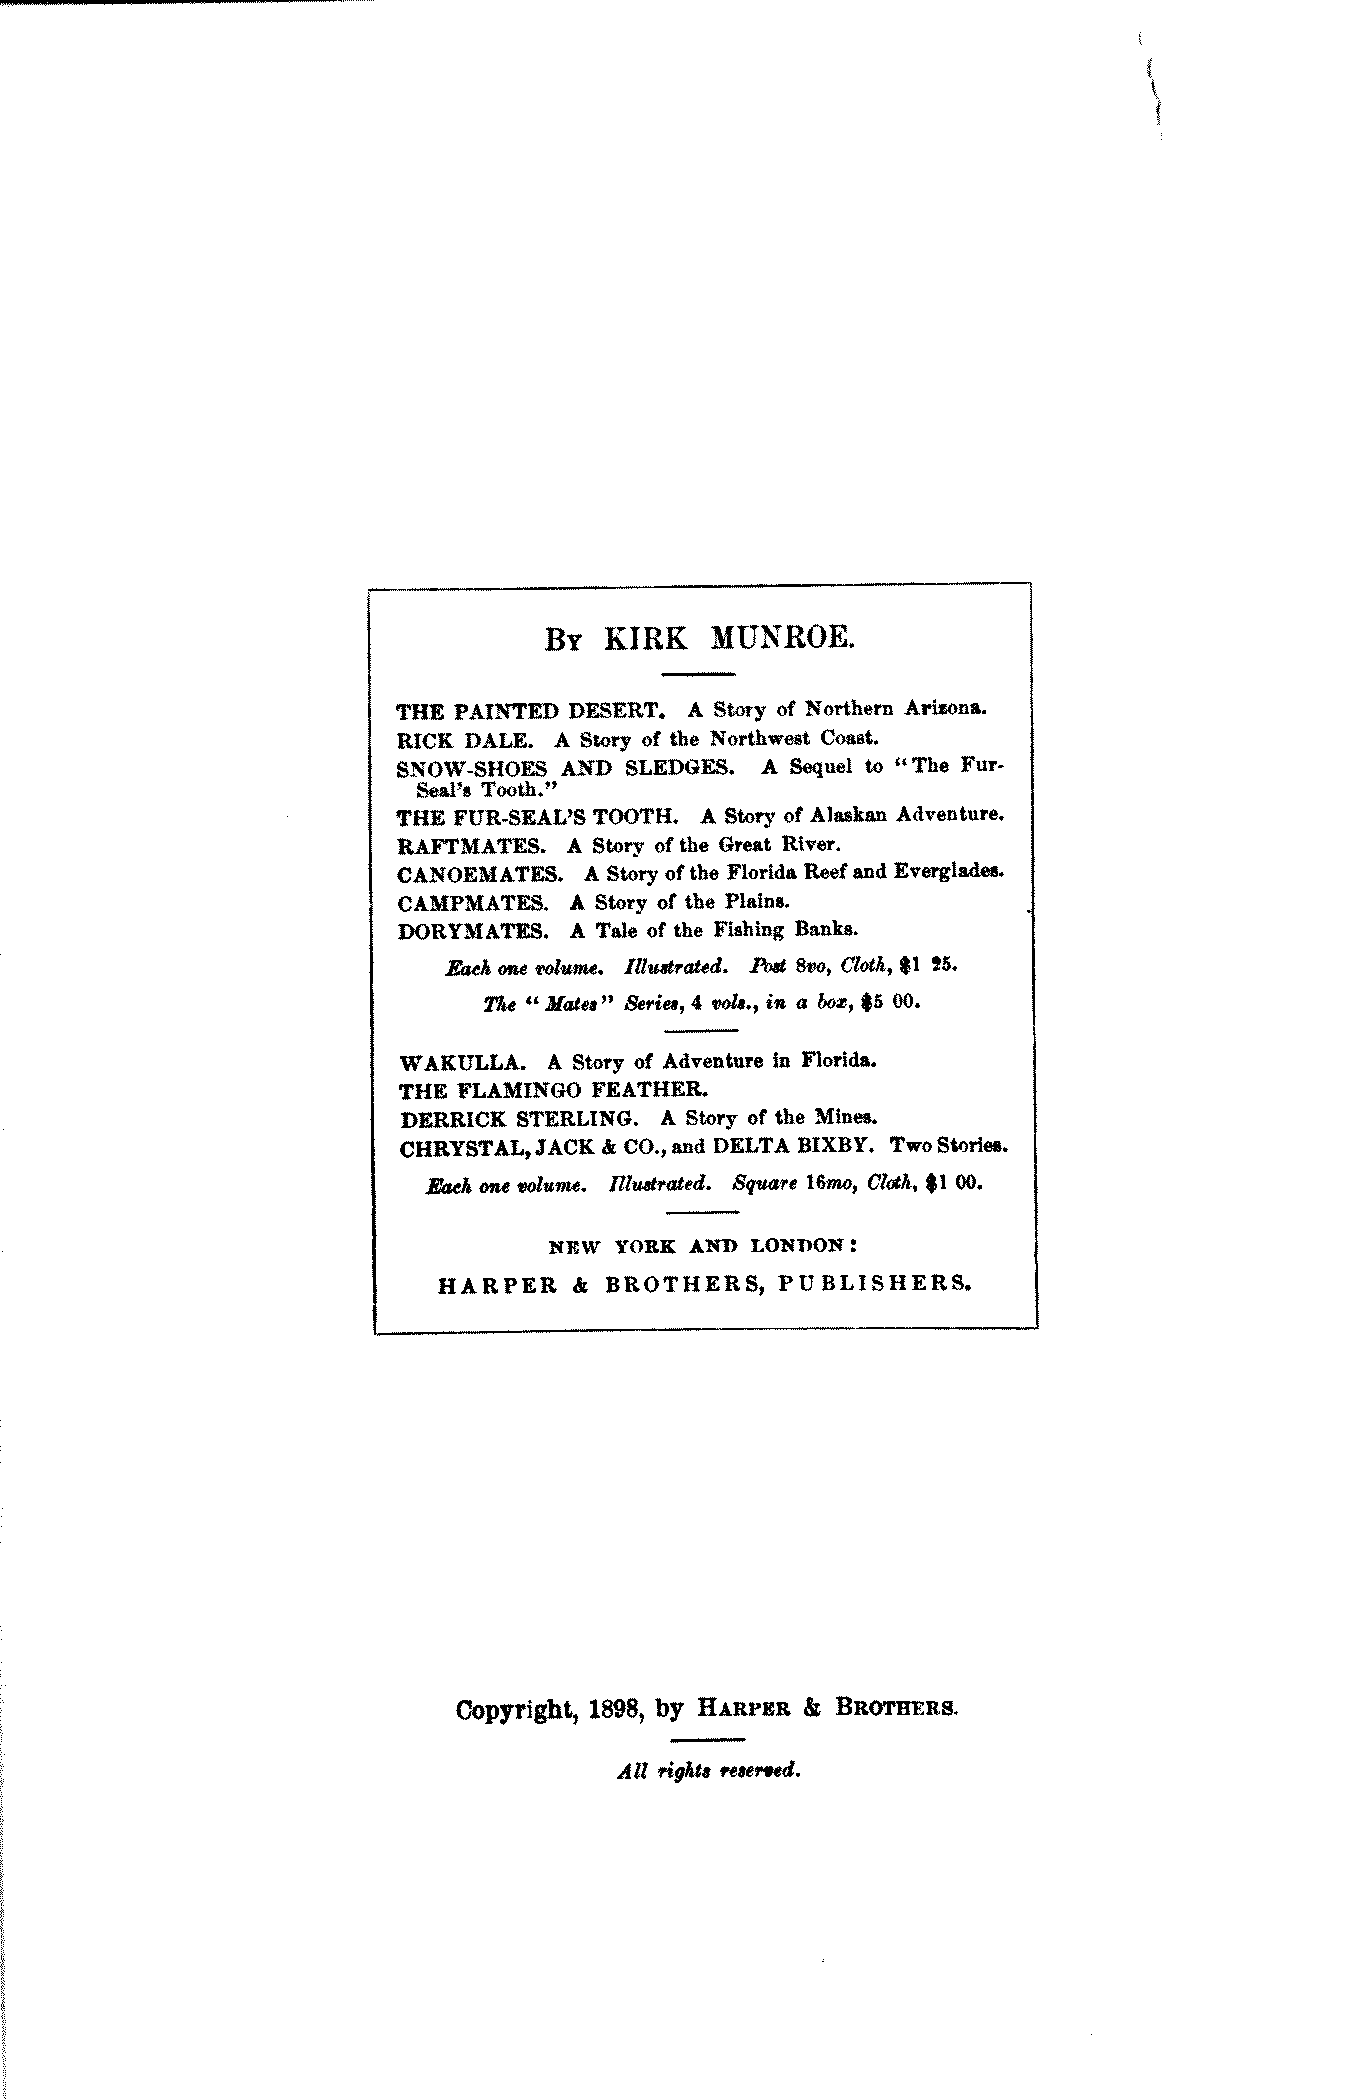 By KIRK MUNROE.
THE PAINTED DESERT. A Story of Northern Arizona.
RICK DALE. A Story of the Northwest Coast.
SNOW-SHOES AND SLEDGES. A Sequel to "The Fur-
Seal's Tooth."
THE FUR-SEAL'S TOOTH. A Story of Alaskan Adventure.
RAFTMATES. A Story of the Great River.
CANOEMATES. A Story of the Florida Reef and Everglades.
CAMPMATES. A Story of the Plains.
DORYMATES. A Tale of the Fishing Banks.
Each one volume. Illustrated. Post 8vo, Cloth, $1 25.
The "Mates" Series, 4 vols., in a box, $5 00.
WAKULLA. A Story of Adventure in Florida.
THE FLAMINGO FEATHER.
DERRICK STERLING. A Story of the Mines.
CHRYSTAL, JACK & CO., and DELTA BIXBY. Two Stories.
Each one volume. Illustrated. Square 16mo, Cloth, $1 00.
NEW YORK AND LONDON:
HARPER & BROTHERS, PUBLISHERS.
Copyright, 1898, by HARPER & BROTHERS.
All rights reserved.